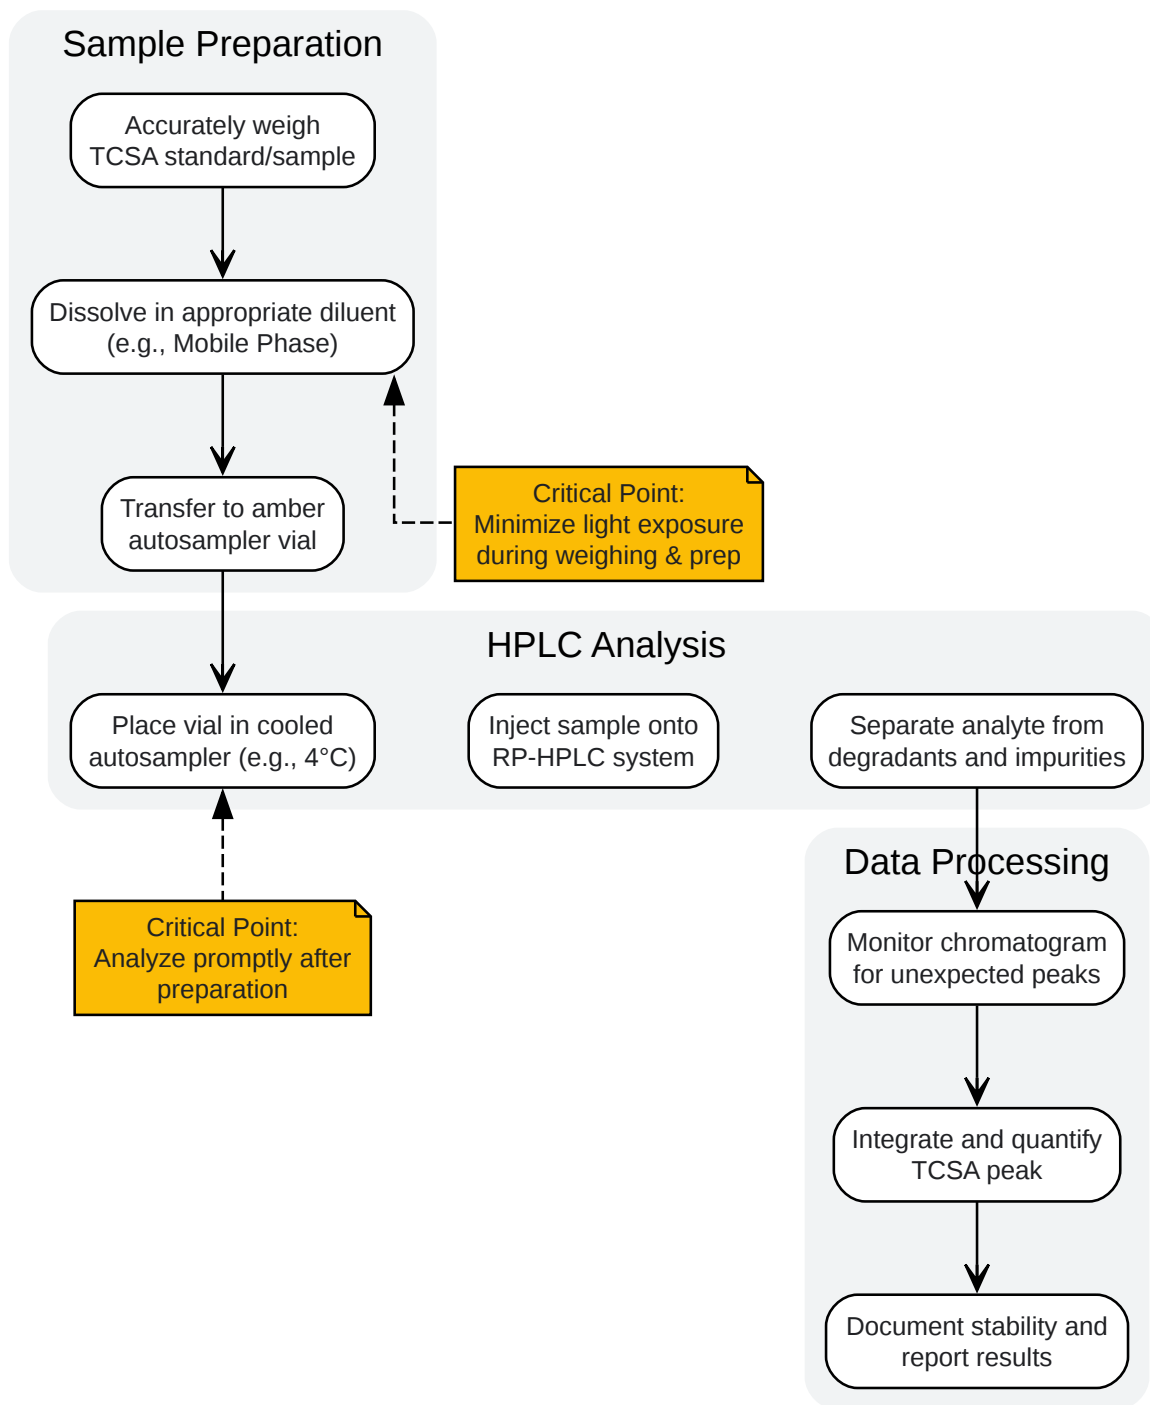 Sample Preparation
Accurately weigh
TCSA standard/sample
Dissolve in appropriate diluent
(e.g., Mobile Phase)
Transfer to amber
autosampler vial
Critical Point:
Minimize light exposure
during weighing & prep
HPLC Analysis
Place vial in cooled
autosampler (e.g., 4°C)
Inject sample onto
RP-HPLC system
Separate analyte from
degradants and impurities
Critical Point:
Analyze promptly after
preparation
Data Processing
Monitor chromatogram
for unexpected peaks
Integrate and quantify
TCSA peak
Document stability and
report results